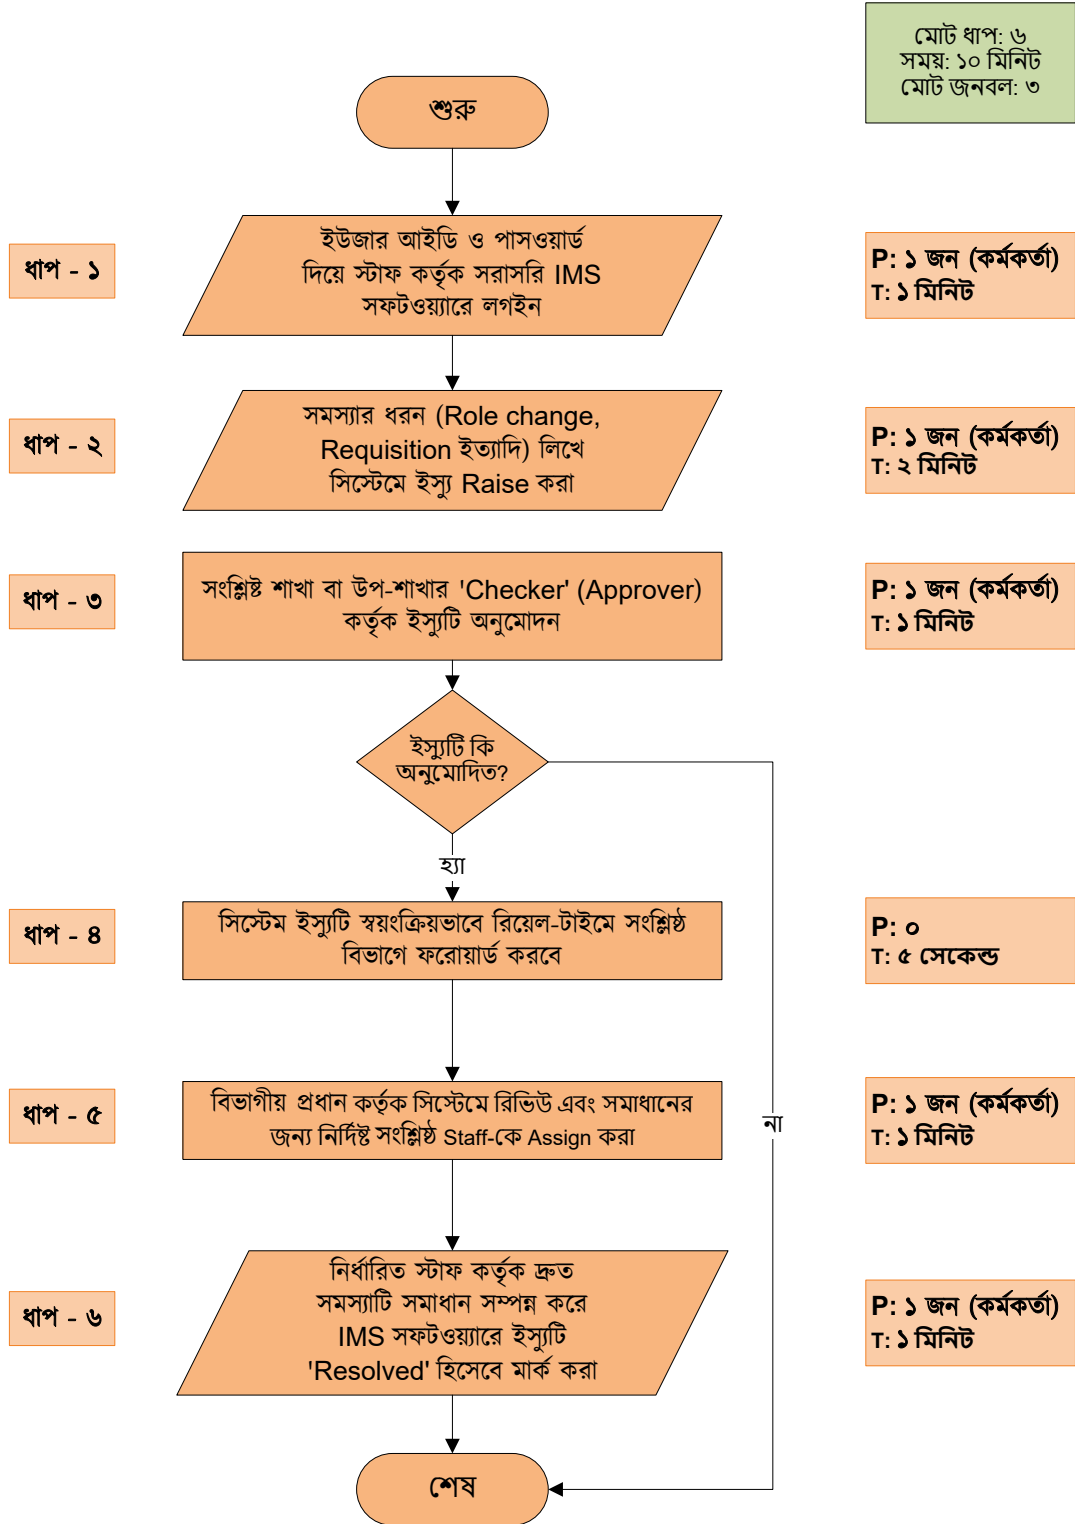 মোট ধাপ: ৬
সময়: ১০ মিনিট
মোট জনবল: ৩
শুরু
ধাপ - ১
ইউজার আইডি ও পাসওয়ার্ড
দিয়ে স্টাফ কর্তৃক সরাসরি IMS
সফটওয়্যারে লগইন
P: ১ জন (কর্মকর্তা)
T: ১ মিনিট
ধাপ - ২
সমস্যার ধরন (Role change,
Requisition ইত্যাদি) লিখে
সিস্টেমে ইস্যু Raise করা
P: ১ জন (কর্মকর্তা)
T: ২ মিনিট
ধাপ - ৩
সংশ্লিষ্ট শাখা বা উপ-শাখার 'Checker' (Approver)
কর্তৃক ইস্যুটি অনুমোদন
P: ১ জন (কর্মকর্তা)
T: ১ মিনিট
ইস্যুটি কি
অনুমোদিত?
হ্যা
ধাপ - ৪
সিস্টেম ইস্যুটি স্বয়ংক্রিয়ভাবে রিয়েল-টাইমে সংশ্লিষ্ঠ
বিভাগে ফরোয়ার্ড করবে
P: ০
T: ৫ সেকেন্ড
ধাপ - ৫
বিভাগীয় প্রধান কর্তৃক সিস্টেমে রিভিউ এবং সমাধানের
জন্য নির্দিষ্ট সংশ্লিষ্ঠ Staff-কে Assign করা
না
P: ১ জন (কর্মকর্তা)
T: ১ মিনিট
ধাপ - ৬
নির্ধারিত স্টাফ কর্তৃক দ্রুত
সমস্যাটি সমাধান সম্পন্ন করে
IMS সফটওয়্যারে ইস্যুটি
'Resolved' হিসেবে মার্ক করা
P: ১ জন (কর্মকর্তা)
T: ১ মিনিট
শেষ